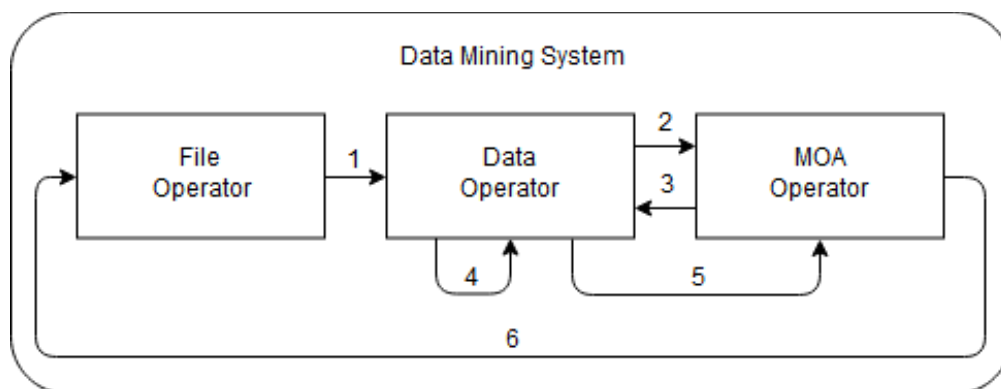 Data Mining System
File
Operator
1
Data
Operator
2
3
MOA
Operator
4
5
6